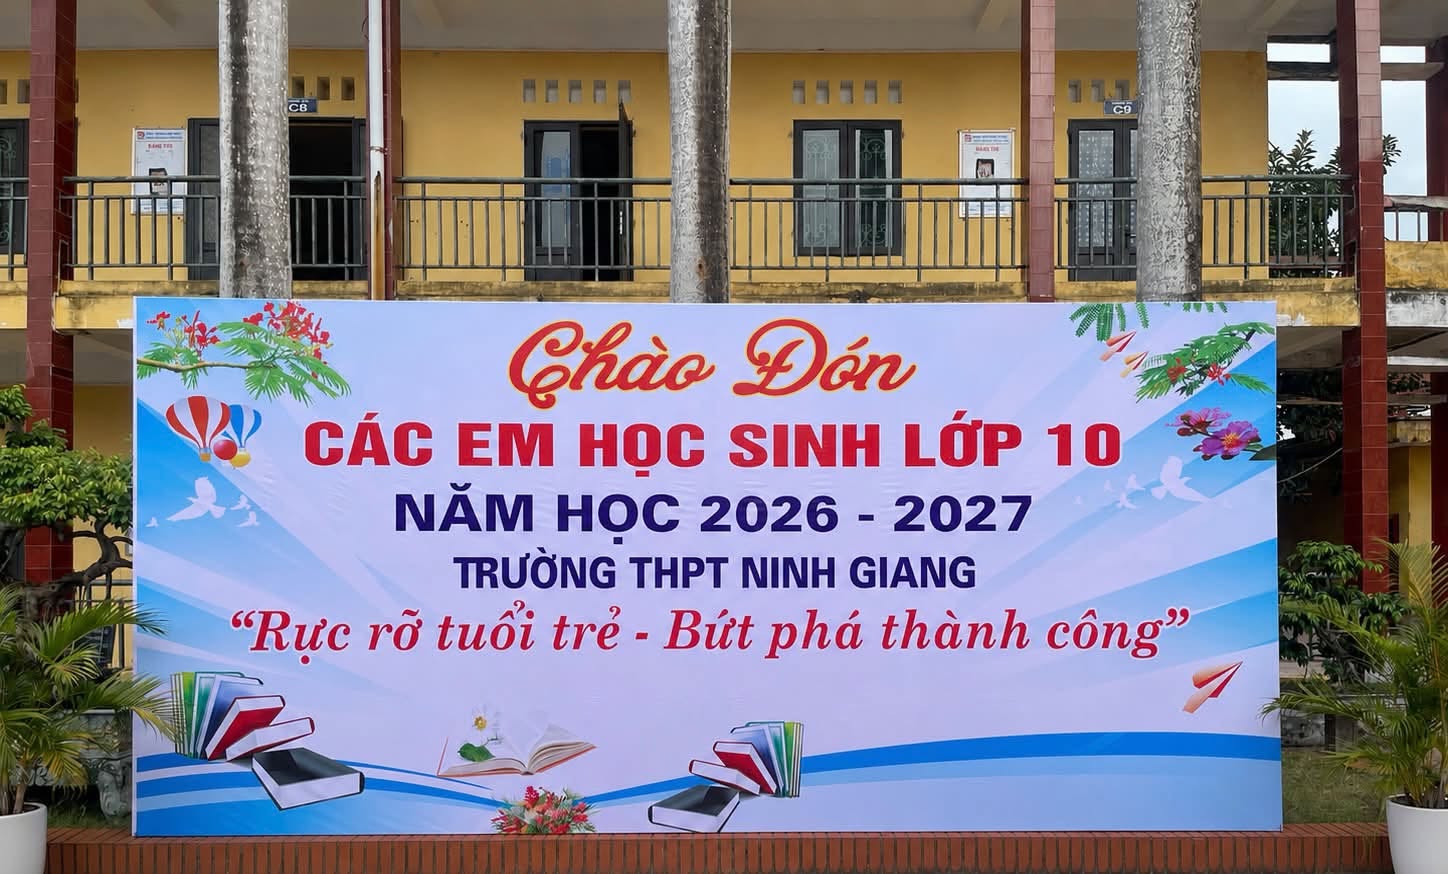 C8
C9
Chào Đón
CÁC EM HỌC SINH LỚP 10
NĂM HỌC 2026 - 2027
TRƯỜNG THPT NINH GIANG
“Rực rỡ tuổi trẻ - Bứt phá thành công”